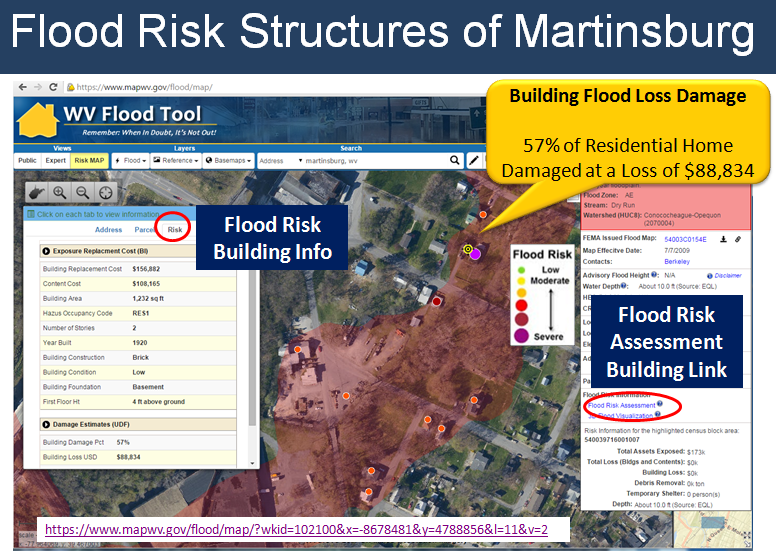 Flood Risk Structures of Martinsburg
https://www.mapwv.gov/flood/map/
WV Flood Tool
Remember: When In Doubt, It's Not Out!
Views
Layers
Search
Public
Expert
Risk MAP
Flood
Reference
Basemaps
Address
martinsburg, wv
Building Flood Loss Damage
57% of Residential Home
Damaged at a Loss of $88,834
Click on each tab to view information
Address
Parcel
Risk
Flood Risk
Building Info
Exposure Replacment Cost (BI)
Building Replacement Cost $156,882
Content Cost $108,165
Building Area 1,232 sq ft
Hazus Occupancy Code RES1
Number of Stories 2
Year Built 1920
Building Construction Brick
Building Condition Low
Building Foundation Basement
First Floor Ht 4 ft above ground
Damage Estimates (UDF)
Building Damage Pct 57%
Building Loss USD $88,834
Flood Risk
Low
Moderate
Severe
Flood Zone: AE
Stream: Dry Run
Watershed (HUC8): Conococheague-Opequon
(2070004)
FEMA Issued Flood Map: 54003C0154E
Map Effecitve Date: 7/7/2009
Contacts: Berkeley
Advisory Flood Height: N/A
Disclaimer
Water Depth: About 10.0 ft (Source: EQL)
Flood Risk
Assessment
Building Link
Flood Risk Information
Flood Risk Assessment
3D Flood Visualization
Risk Information for the highlighted census block area:
540039716001007
Total Assets Exposed: $173k
Total Loss (Bldgs and Contents): $0k
Building Loss: $0k
Debris Removal: 0k ton
Temporary Shelter: 0 person(s)
Depth: About 10.0 ft (Source: EQL)
https://www.mapwv.gov/flood/map/?wkid=102100&x=-8678481&y=4788856&l=11&v=2